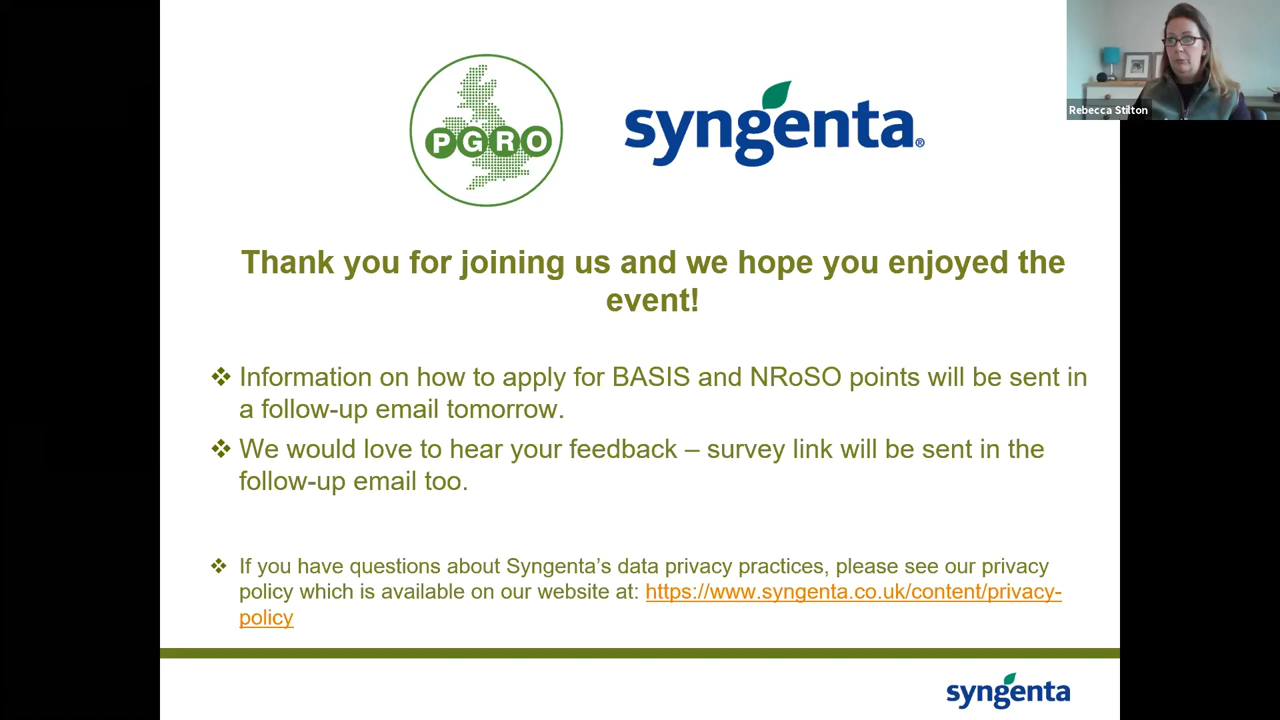 PGRO
syngenta®
Rebecca Stilton
Thank you for joining us and we hope you enjoyed the
event!
❖ Information on how to apply for BASIS and NRoSO points will be sent in
a follow-up email tomorrow.
❖ We would love to hear your feedback – survey link will be sent in the
follow-up email too.
❖ If you have questions about Syngenta’s data privacy practices, please see our privacy
policy which is available on our website at: https://www.syngenta.co.uk/content/privacy-
policy
syngenta